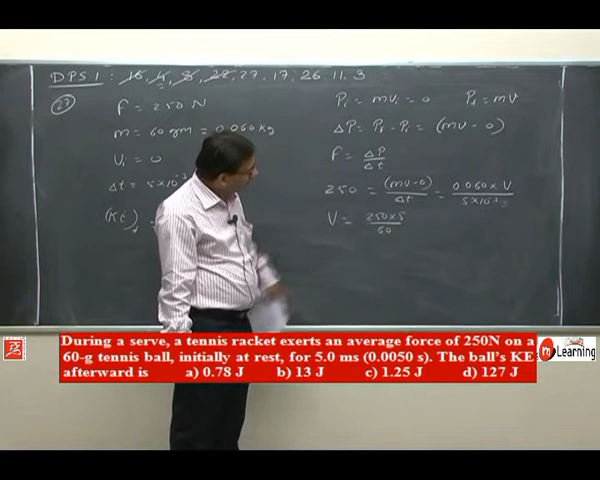 DPS 1 : 16, 4, 8, 22, 27, 17, 26, 11, 3
27
F = 250 N
m = 60 gm = 0.060 kg
Vi = 0
Δt = 5×10⁻³
(KE)f =
Pi = mvi = 0 Pf = mv
ΔP = Pf - Pi = (mv - 0)
F = ΔP/Δt
250 = (mv-0)/Δt = 0.060 × V/5×10⁻³
V = 250×5/60
During a serve, a tennis racket exerts an average force of 250N on a
60-g tennis ball, initially at rest, for 5.0 ms (0.0050 s). The ball's KE
afterward is a) 0.78 J b) 13 J c) 1.25 J d) 127 J
Learning